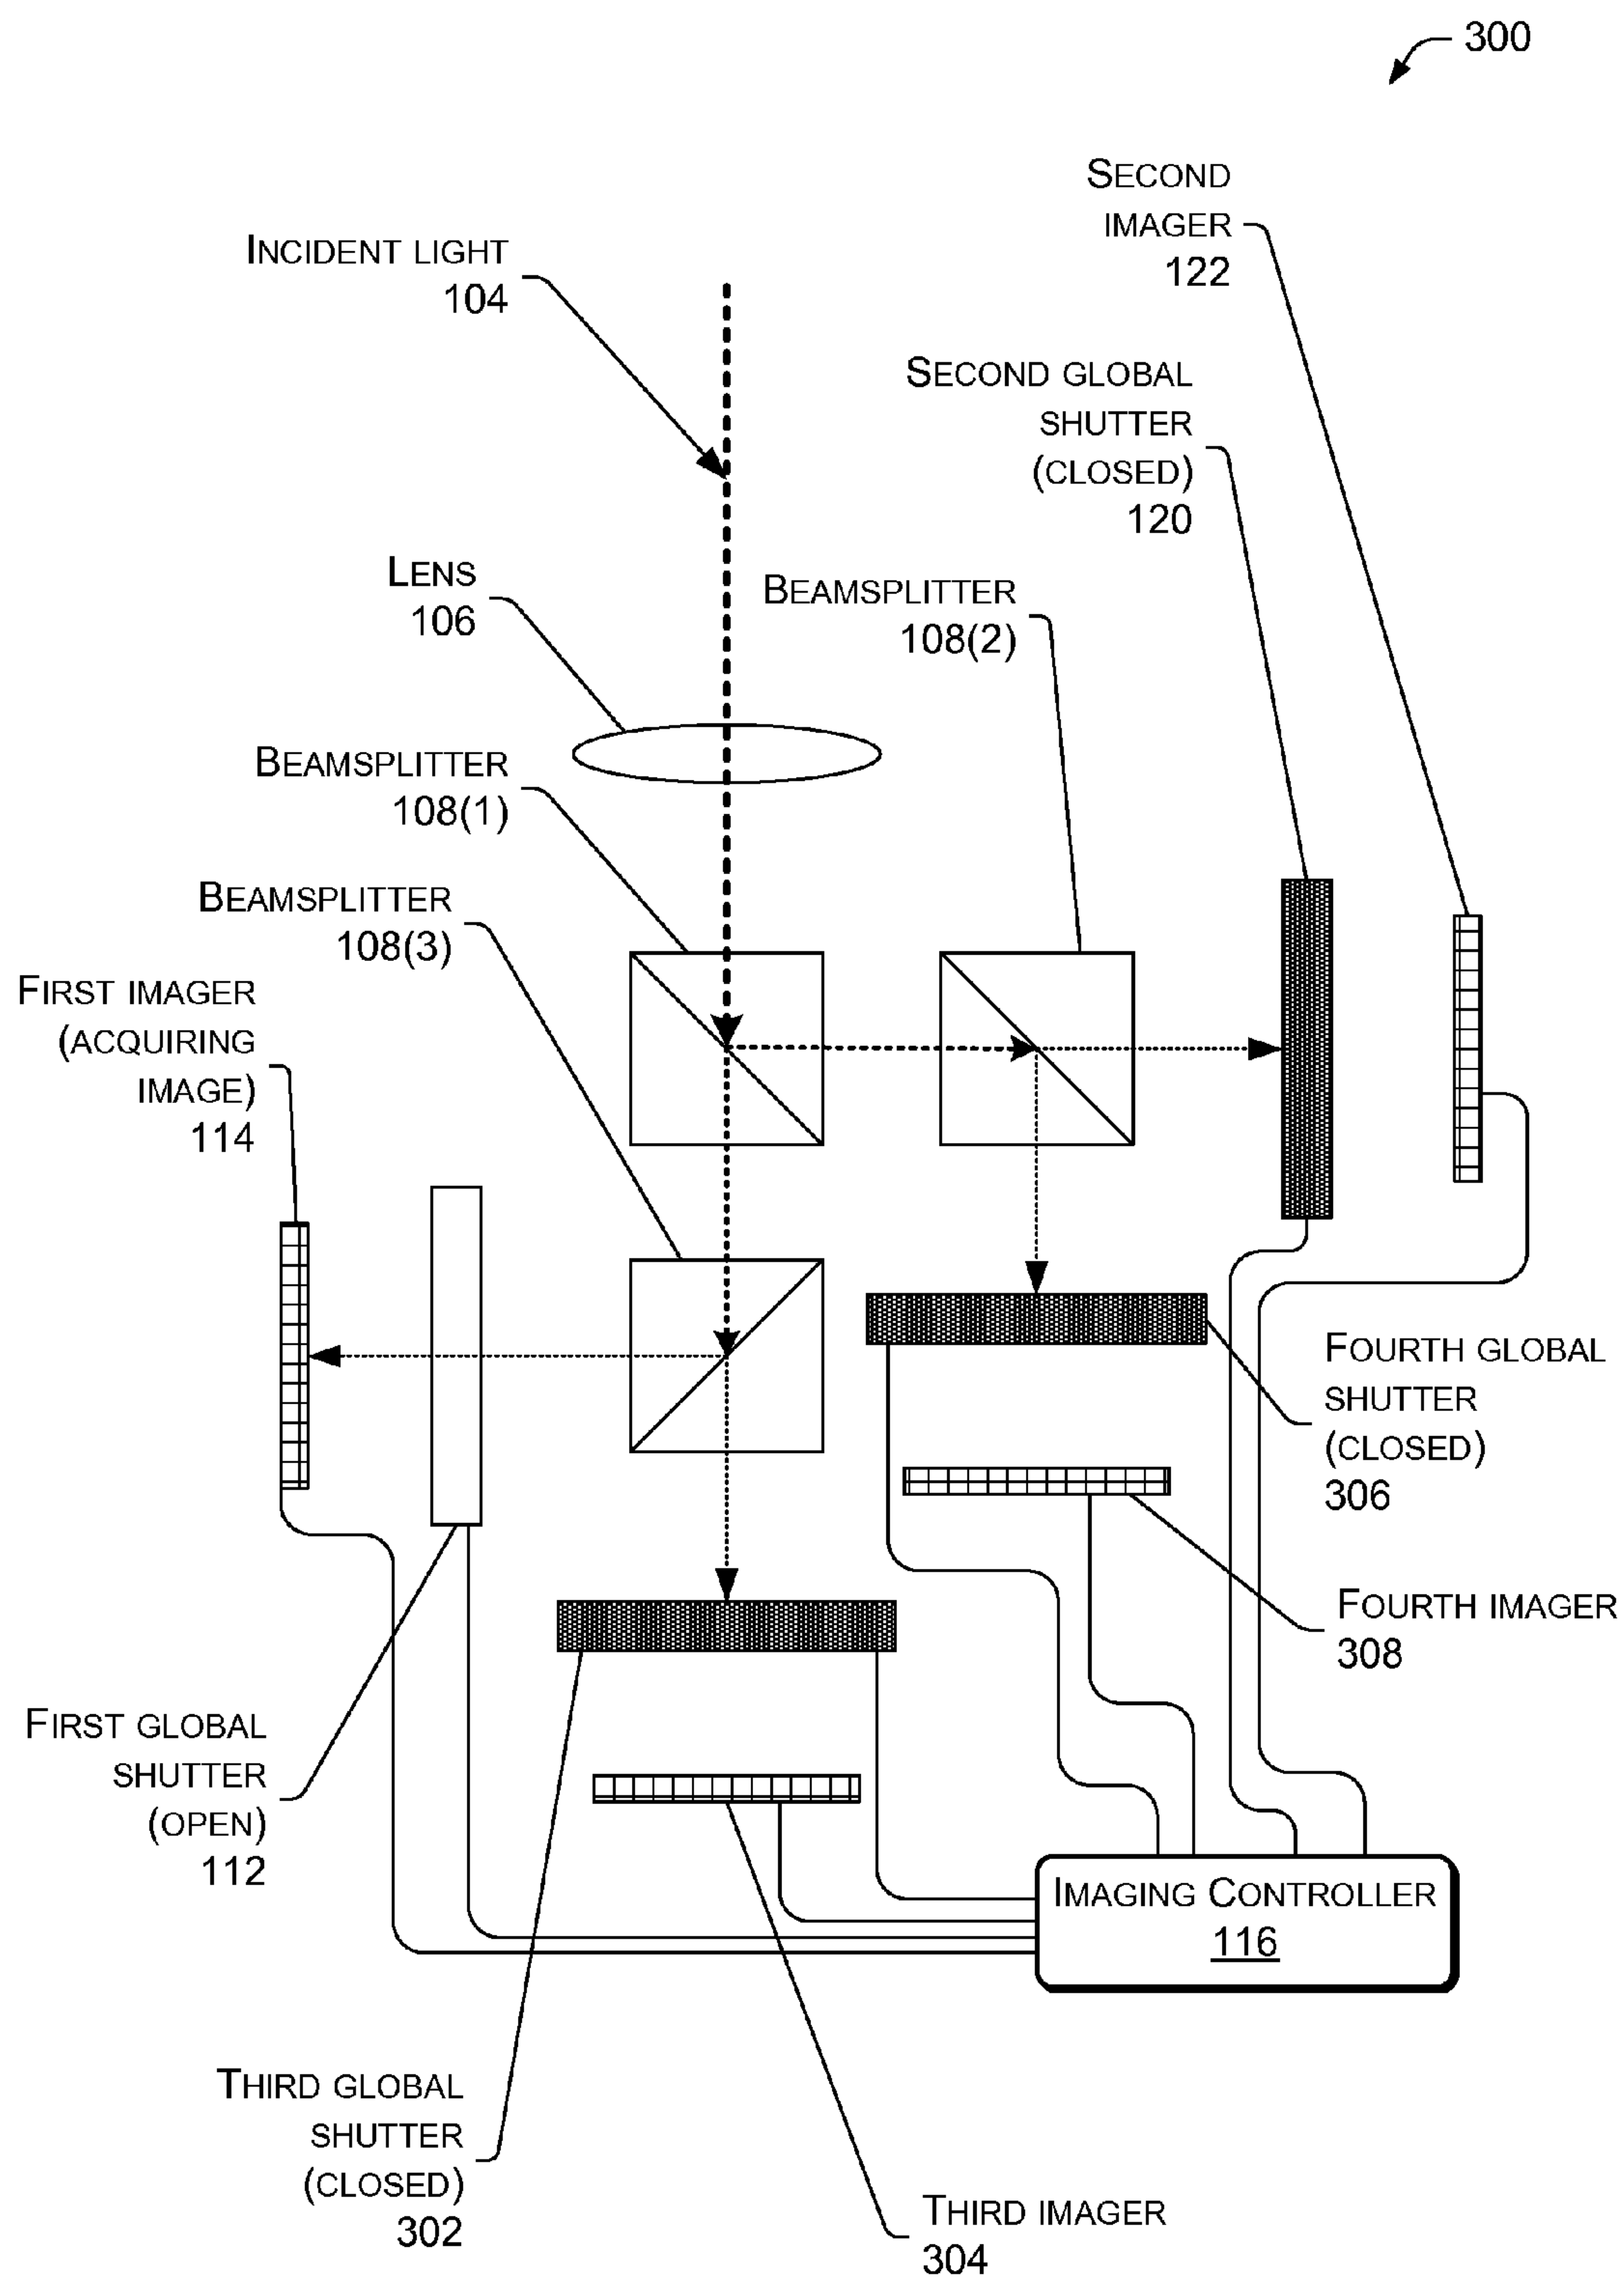 300
SECOND
IMAGER
122
INCIDENT LIGHT
104
SECOND GLOBAL
SHUTTER
(CLOSED)
120
LENS
106
BEAMSPLITTER
108(2)
BEAMSPLITTER
108(1)
BEAMSPLITTER
108(3)
FIRST IMAGER
(ACQUIRING
IMAGE)
114
FOURTH GLOBAL
SHUTTER
(CLOSED)
306
FOURTH IMAGER
308
FIRST GLOBAL
SHUTTER
(OPEN)
112
IMAGING CONTROLLER
116
THIRD GLOBAL
SHUTTER
(CLOSED)
302
THIRD IMAGER
304